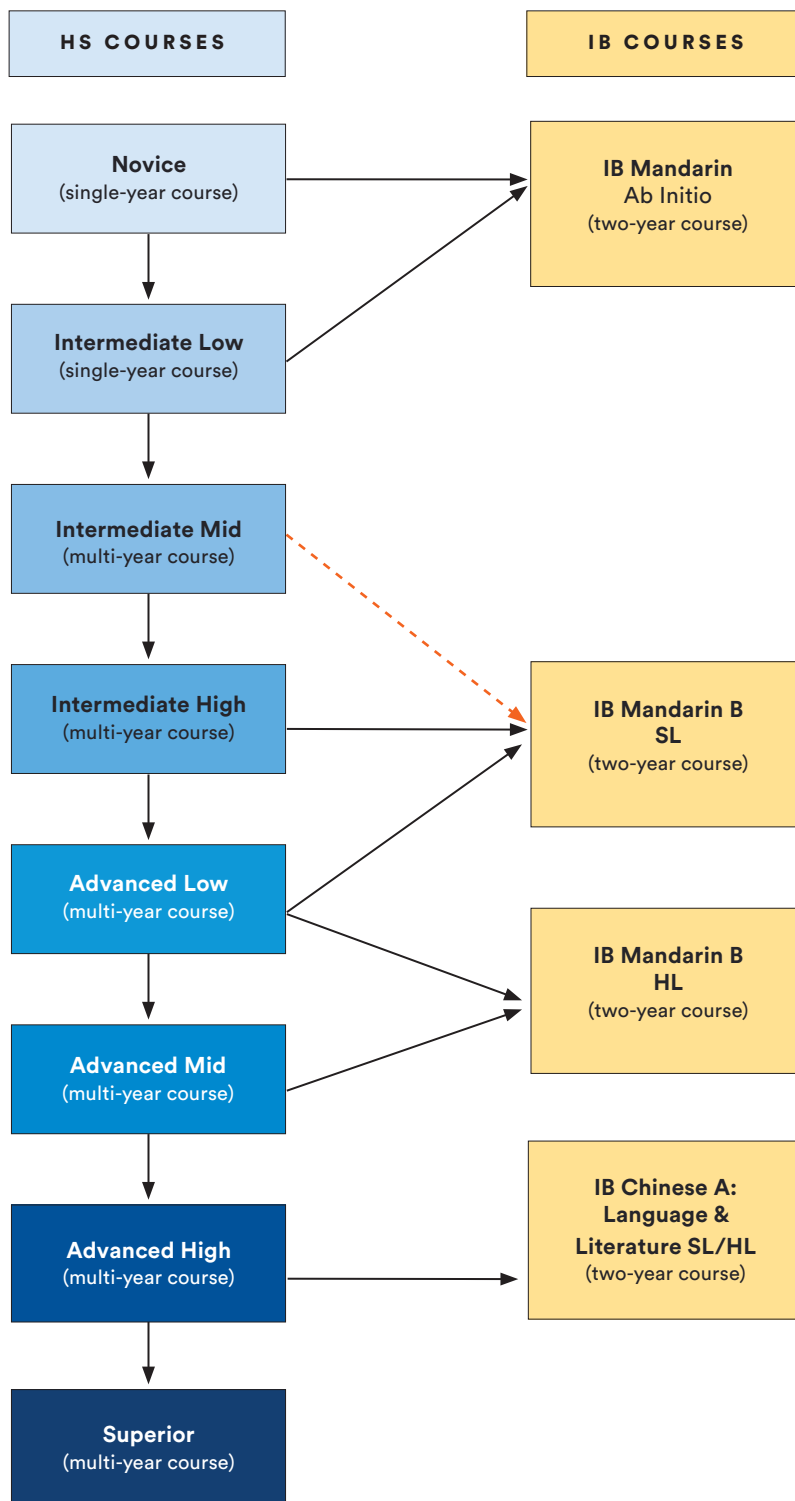 HS COURSES
IB COURSES
Novice
(single-year course)
IB Mandarin
Ab Initio
(two-year course)
Intermediate Low
(single-year course)
Intermediate Mid
(multi-year course)
Intermediate High
(multi-year course)
IB Mandarin B
SL
(two-year course)
Advanced Low
(multi-year course)
IB Mandarin B
HL
(two-year course)
Advanced Mid
(multi-year course)
IB Chinese A:
Language &
Literature SL/HL
(two-year course)
Advanced High
(multi-year course)
Superior
(multi-year course)